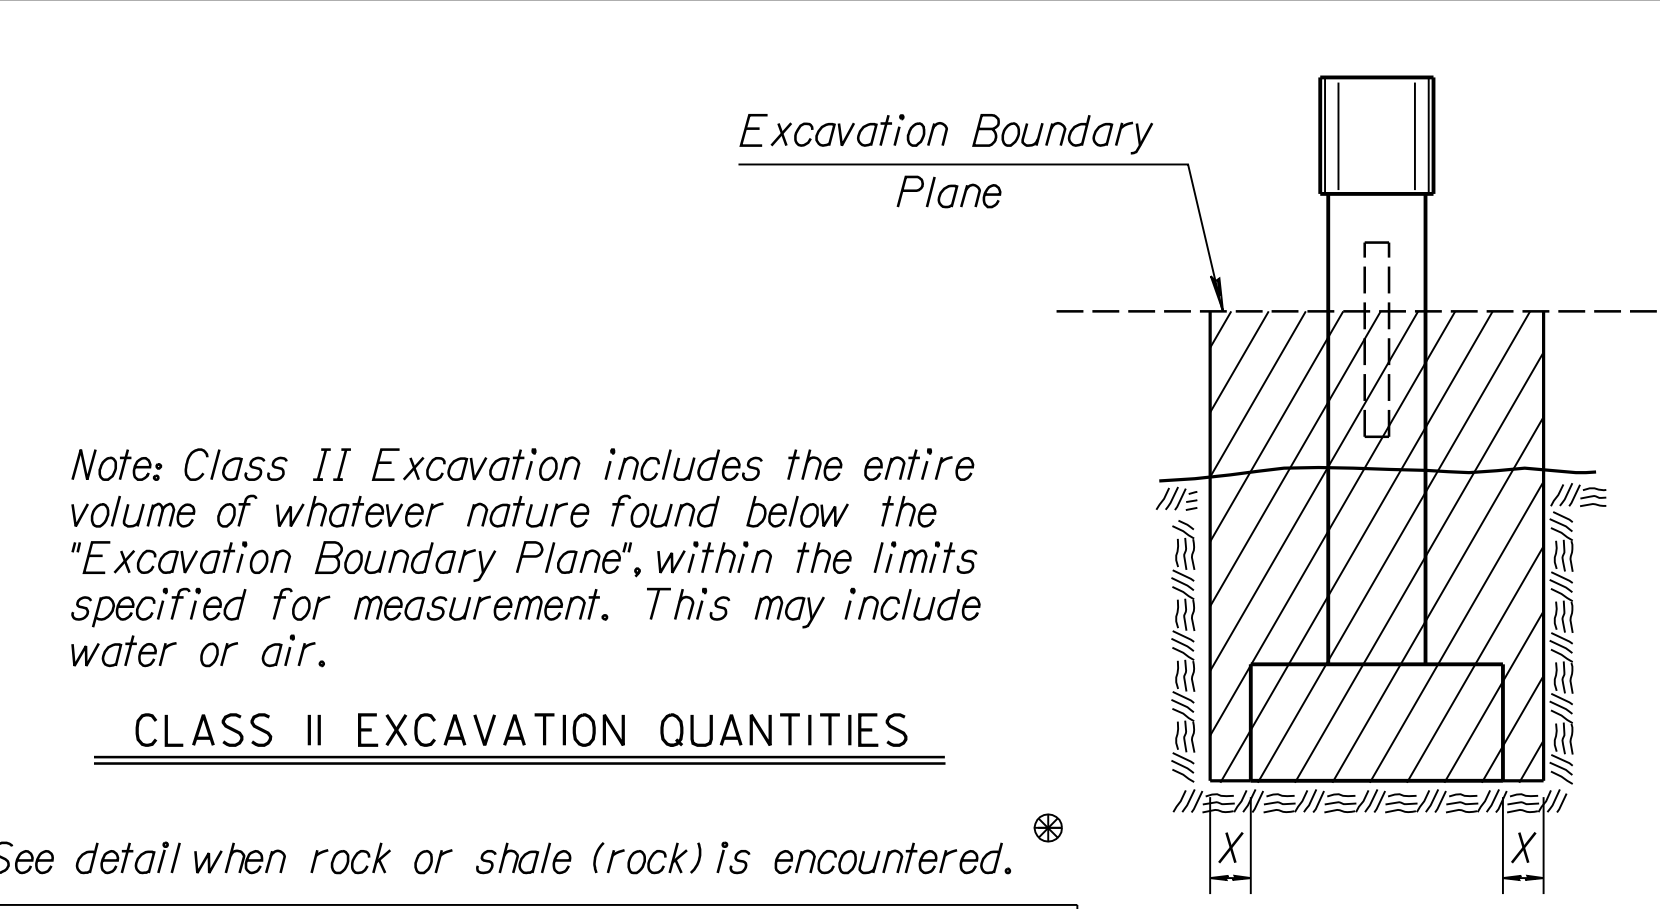 Excavation Boundary
Plane
Note: Class II Excavation includes the entire
volume of whatever nature found below the
"Excavation Boundary Plane", within the limits
specified for measurement. This may include
water or air.
CLASS II EXCAVATION QUANTITIES
See detail when rock or shale (rock) is encountered.
X X